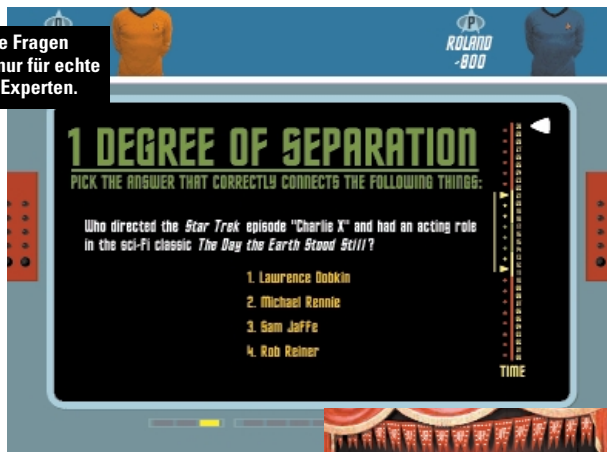 e Fragen
nur für echte
Experten.
ROLAND
-800
1 DEGREE OF SEPARATION
PICK THE ANSWER THAT CORRECTLY CONNECTS THE FOLLOWING THINGS:
Who directed the Star Trek episode "Charlie X" and had an acting role
in the sci-fi classic The Day the Earth Stood Still?
1. Lawrence Dobkin
2. Michael Rennie
3. Sam Jaffe
4. Rob Reiner
TIME